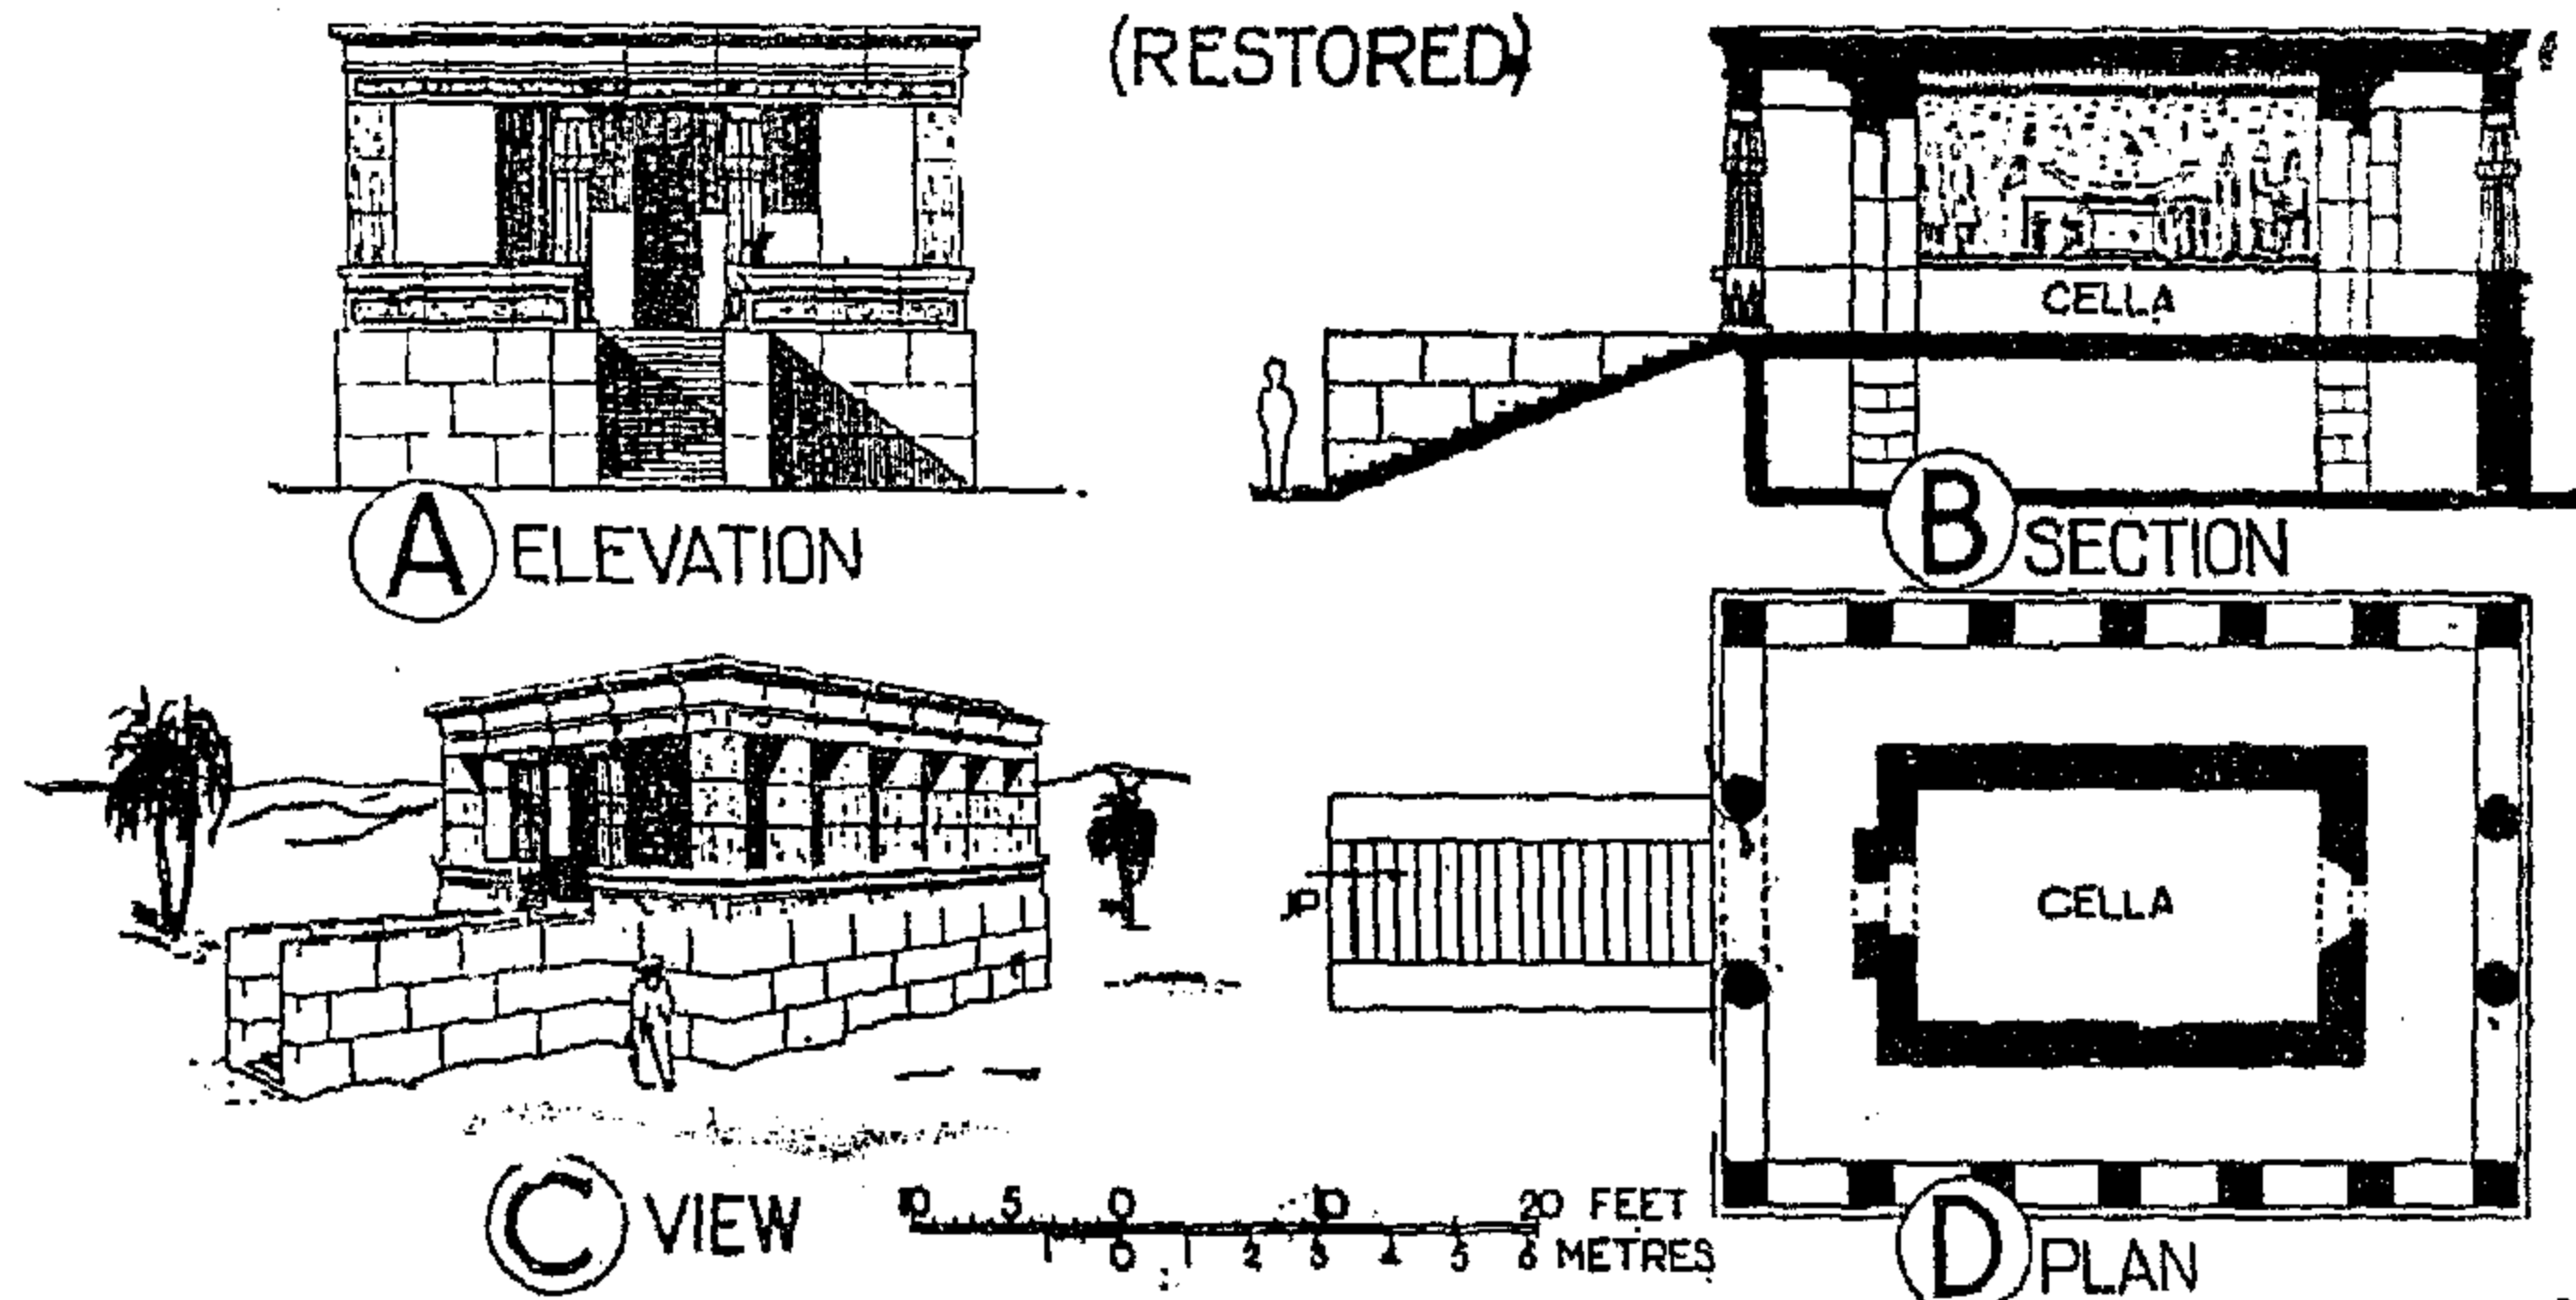 (RESTORED)
A ELEVATION
CELLA
B SECTION
UP
CELLA
C VIEW
10 5 0 10 20 FEET
0 1 2 3 4 5 6 METRES
D PLAN